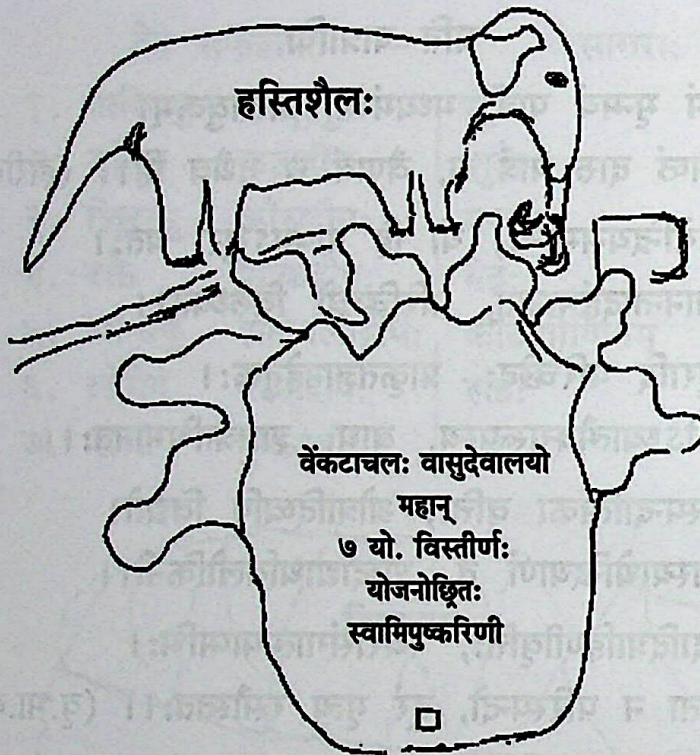 हस्तिशैलः
वेंकटाचलः वासुदेवालयो
महान्
७ यो. विस्तीर्णः
योजनोछ्रितः
स्वामिपुष्करिणी